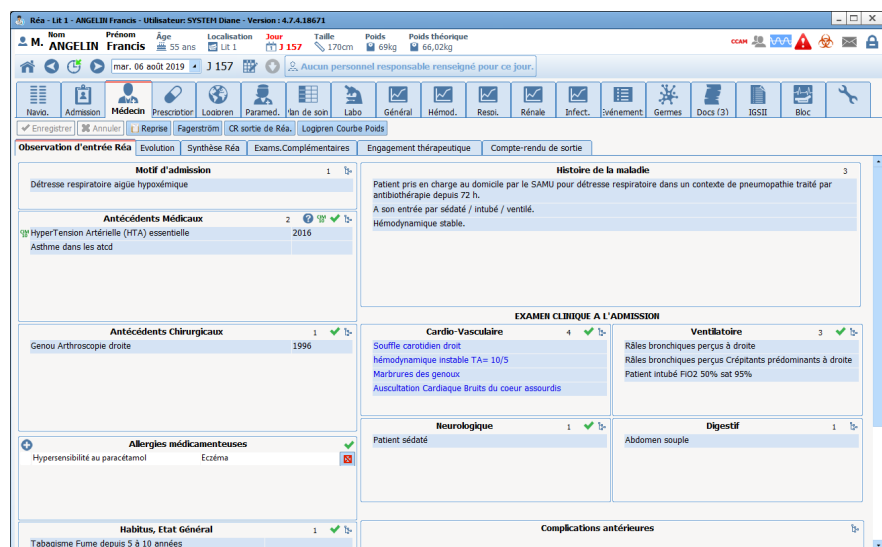 Réa - Lit 1 - ANGELIN Francis - Utilisateur: SYSTEM Diane - Version : 4.7.4.18671
Nom Prénom Âge Localisation Jour Taille Poids Poids théorique
M. ANGELIN Francis 55 ans Lit 1 J 157 170cm 69kg 66,02kg
CCAM
mar. 06 août 2019 J 157 Aucun personnel responsable renseigné pour ce jour.
Navig. Admission Médecin Prescription Logipren Paramed. Plan de soin Labo Général Hémod. Respi. Rénale Infect. Evénement Germes Docs (3) IGSII Bloc
Enregistrer Annuler Reprise Fagerström CR sortie de Réa. Logipren Courbe Poids
Observation d'entrée Réa Evolution Synthèse Réa Exams.Complémentaires Engagement thérapeutique Compte-rendu de sortie
Motif d'admission 1
Détresse respiratoire aigüe hypoxémique
Histoire de la maladie 3
Patient pris en charge au domicile par le SAMU pour détresse respiratoire dans un contexte de pneumopathie traité par
antibiothérapie depuis 72 h.
A son entrée par sédaté / intubé / ventilé.
Hémodynamique stable.
Antécédents Médicaux 2
HyperTension Artérielle (HTA) essentielle 2016
Asthme dans les atcd
EXAMEN CLINIQUE A L'ADMISSION
Antécédents Chirurgicaux 1
Genou Arthroscopie droite 1996
Cardio-Vasculaire 4
Souffle carotidien droit
hémodynamique instable TA= 10/5
Marbrures des genoux
Auscultation Cardiaque Bruits du coeur assourdis
Ventilatoire 3
Râles bronchiques perçus à droite
Râles bronchiques perçus Crépitants prédominants à droite
Patient intubé FiO2 50% sat 95%
Allergies médicamenteuses
Hypersensibilité au paracétamol Eczéma
Neurologique 1
Patient sédaté
Digestif 1
Abdomen souple
Habitus, Etat Général 1
Tabagisme Fume depuis 5 à 10 années
Complications antérieures